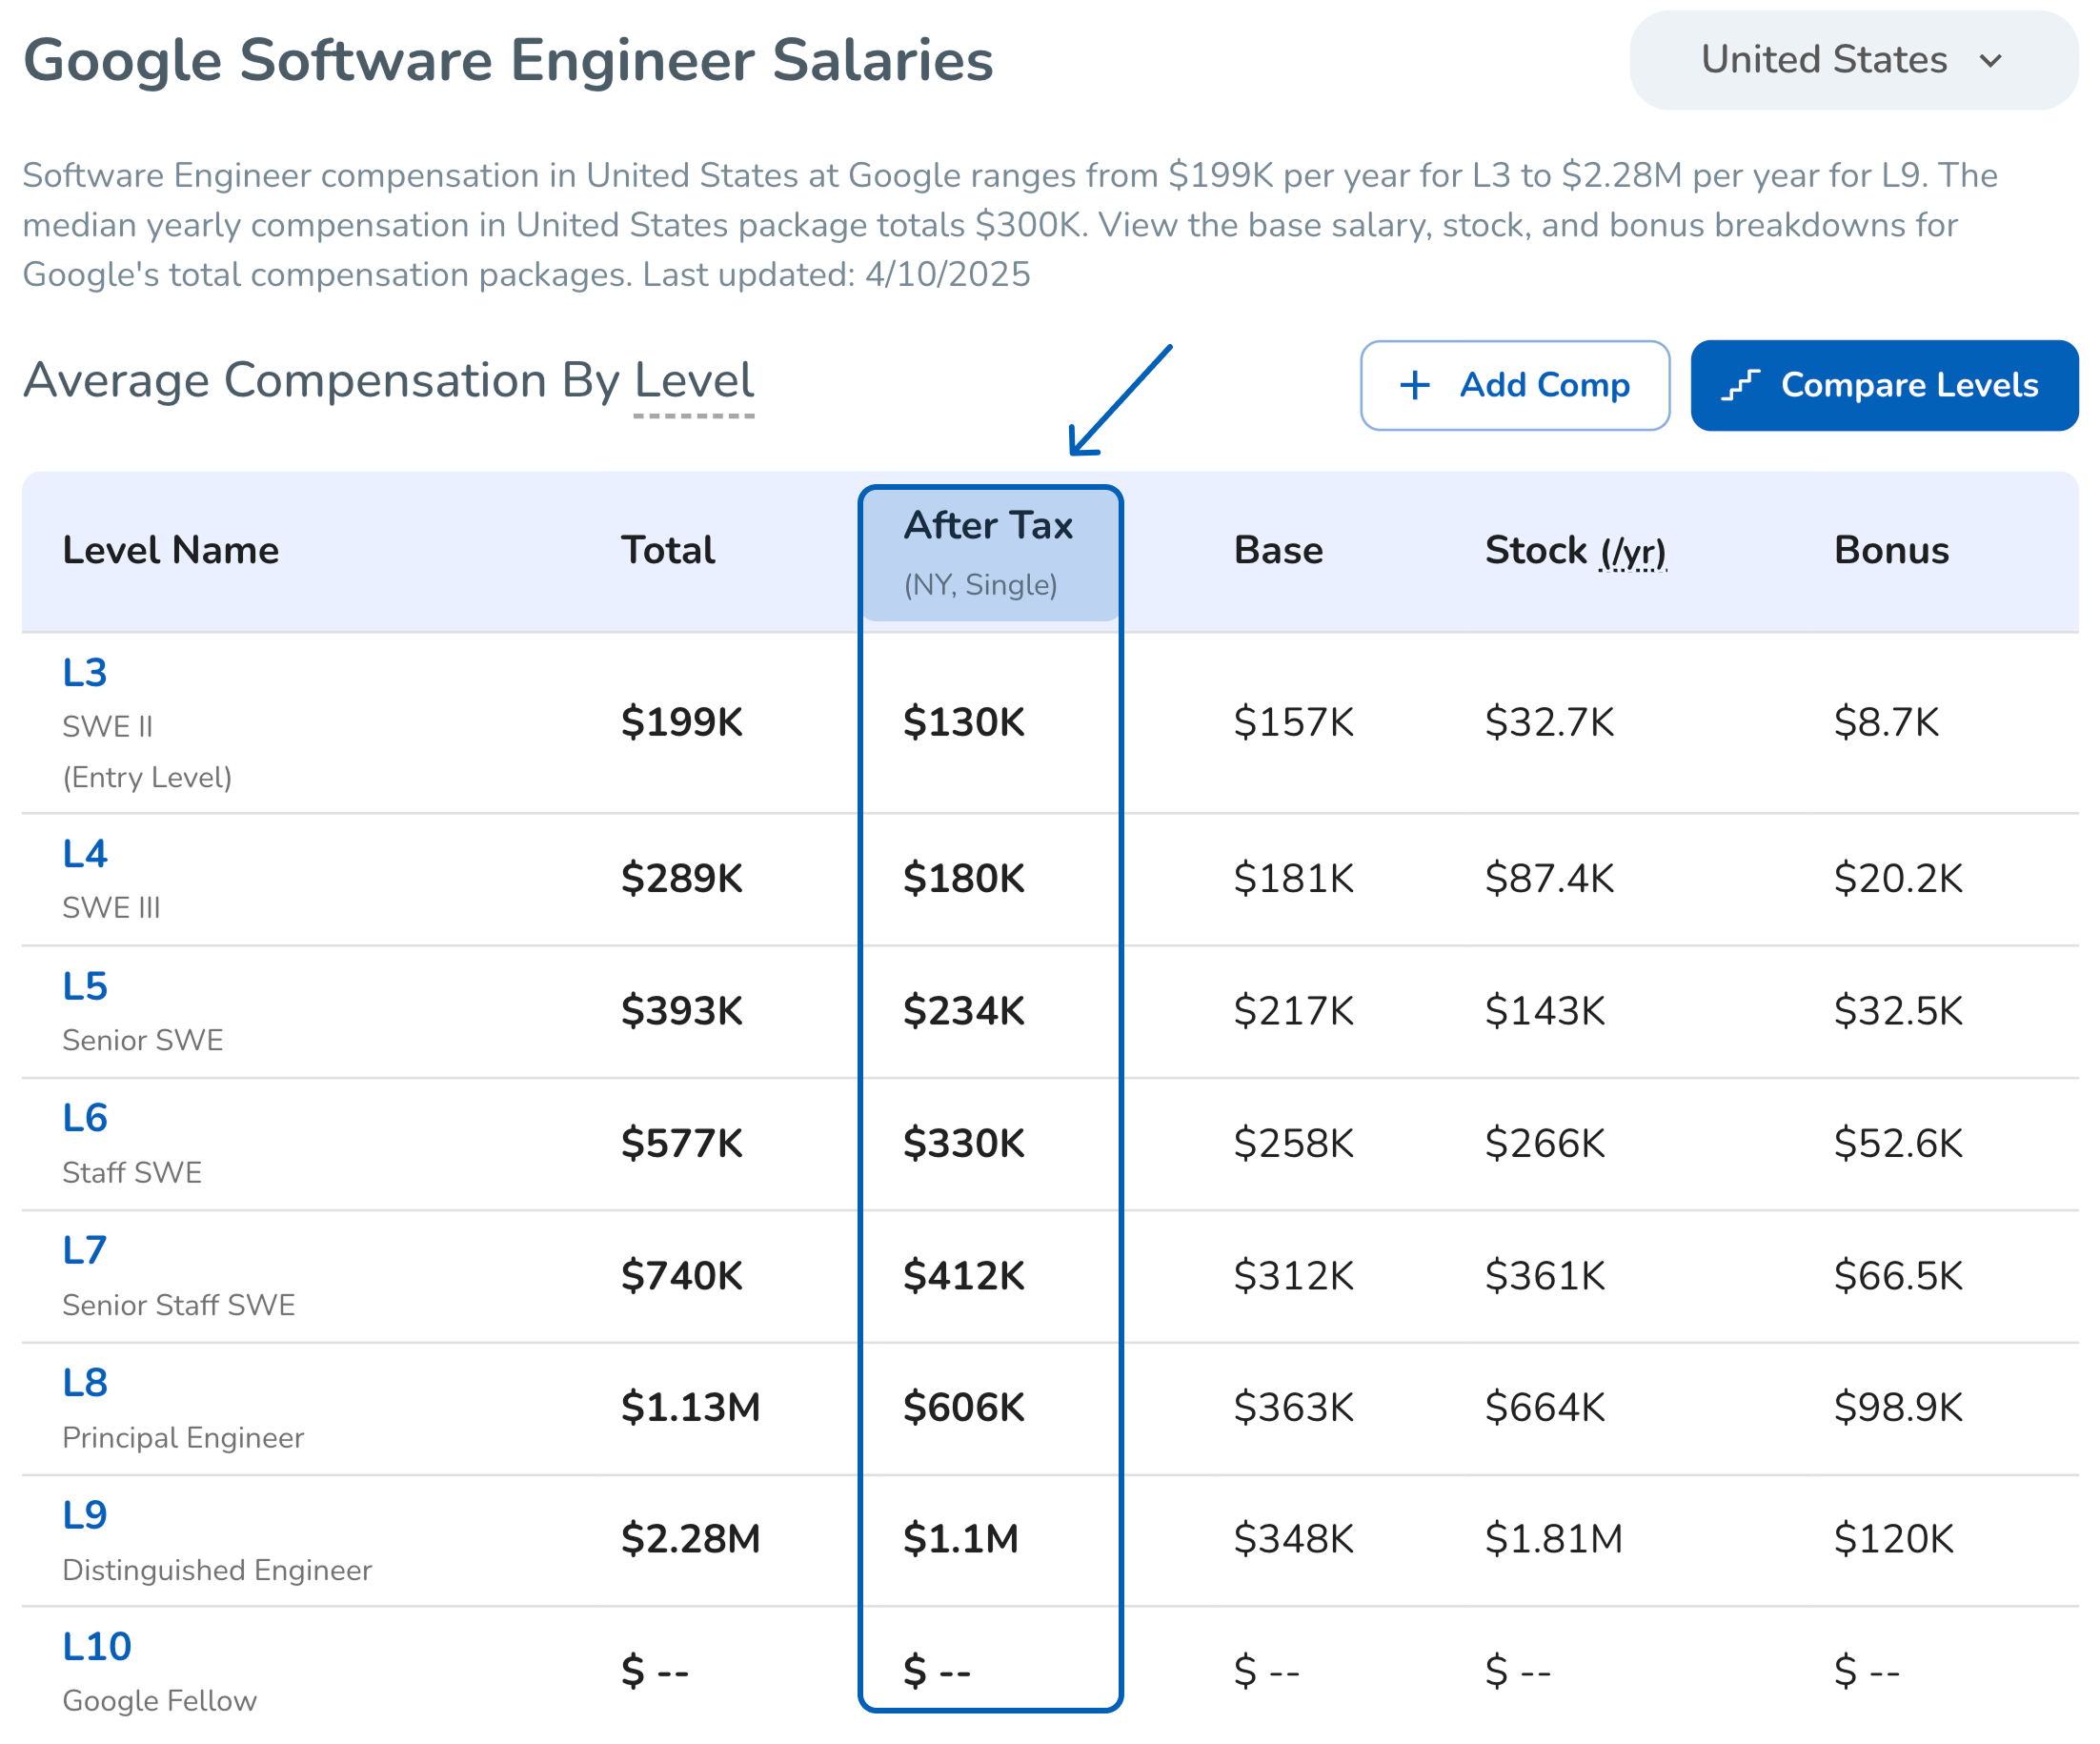 Google Software Engineer Salaries
United States
Software Engineer compensation in United States at Google ranges from $199K per year for L3 to $2.28M per year for L9. The
median yearly compensation in United States package totals $300K. View the base salary, stock, and bonus breakdowns for
Google's total compensation packages. Last updated: 4/10/2025
Average Compensation By Level
+ Add Comp
Compare Levels
Level Name Total After Tax Base Stock (/yr) Bonus
(NY, Single)
L3
SWE II
(Entry Level)
$199K $130K $157K $32.7K $8.7K
L4
SWE III
$289K $180K $181K $87.4K $20.2K
L5
Senior SWE
$393K $234K $217K $143K $32.5K
L6
Staff SWE
$577K $330K $258K $266K $52.6K
L7
Senior Staff SWE
$740K $412K $312K $361K $66.5K
L8
Principal Engineer
$1.13M $606K $363K $664K $98.9K
L9
Distinguished Engineer
$2.28M $1.1M $348K $1.81M $120K
L10
Google Fellow
$ -- $ -- $ -- $ -- $ --